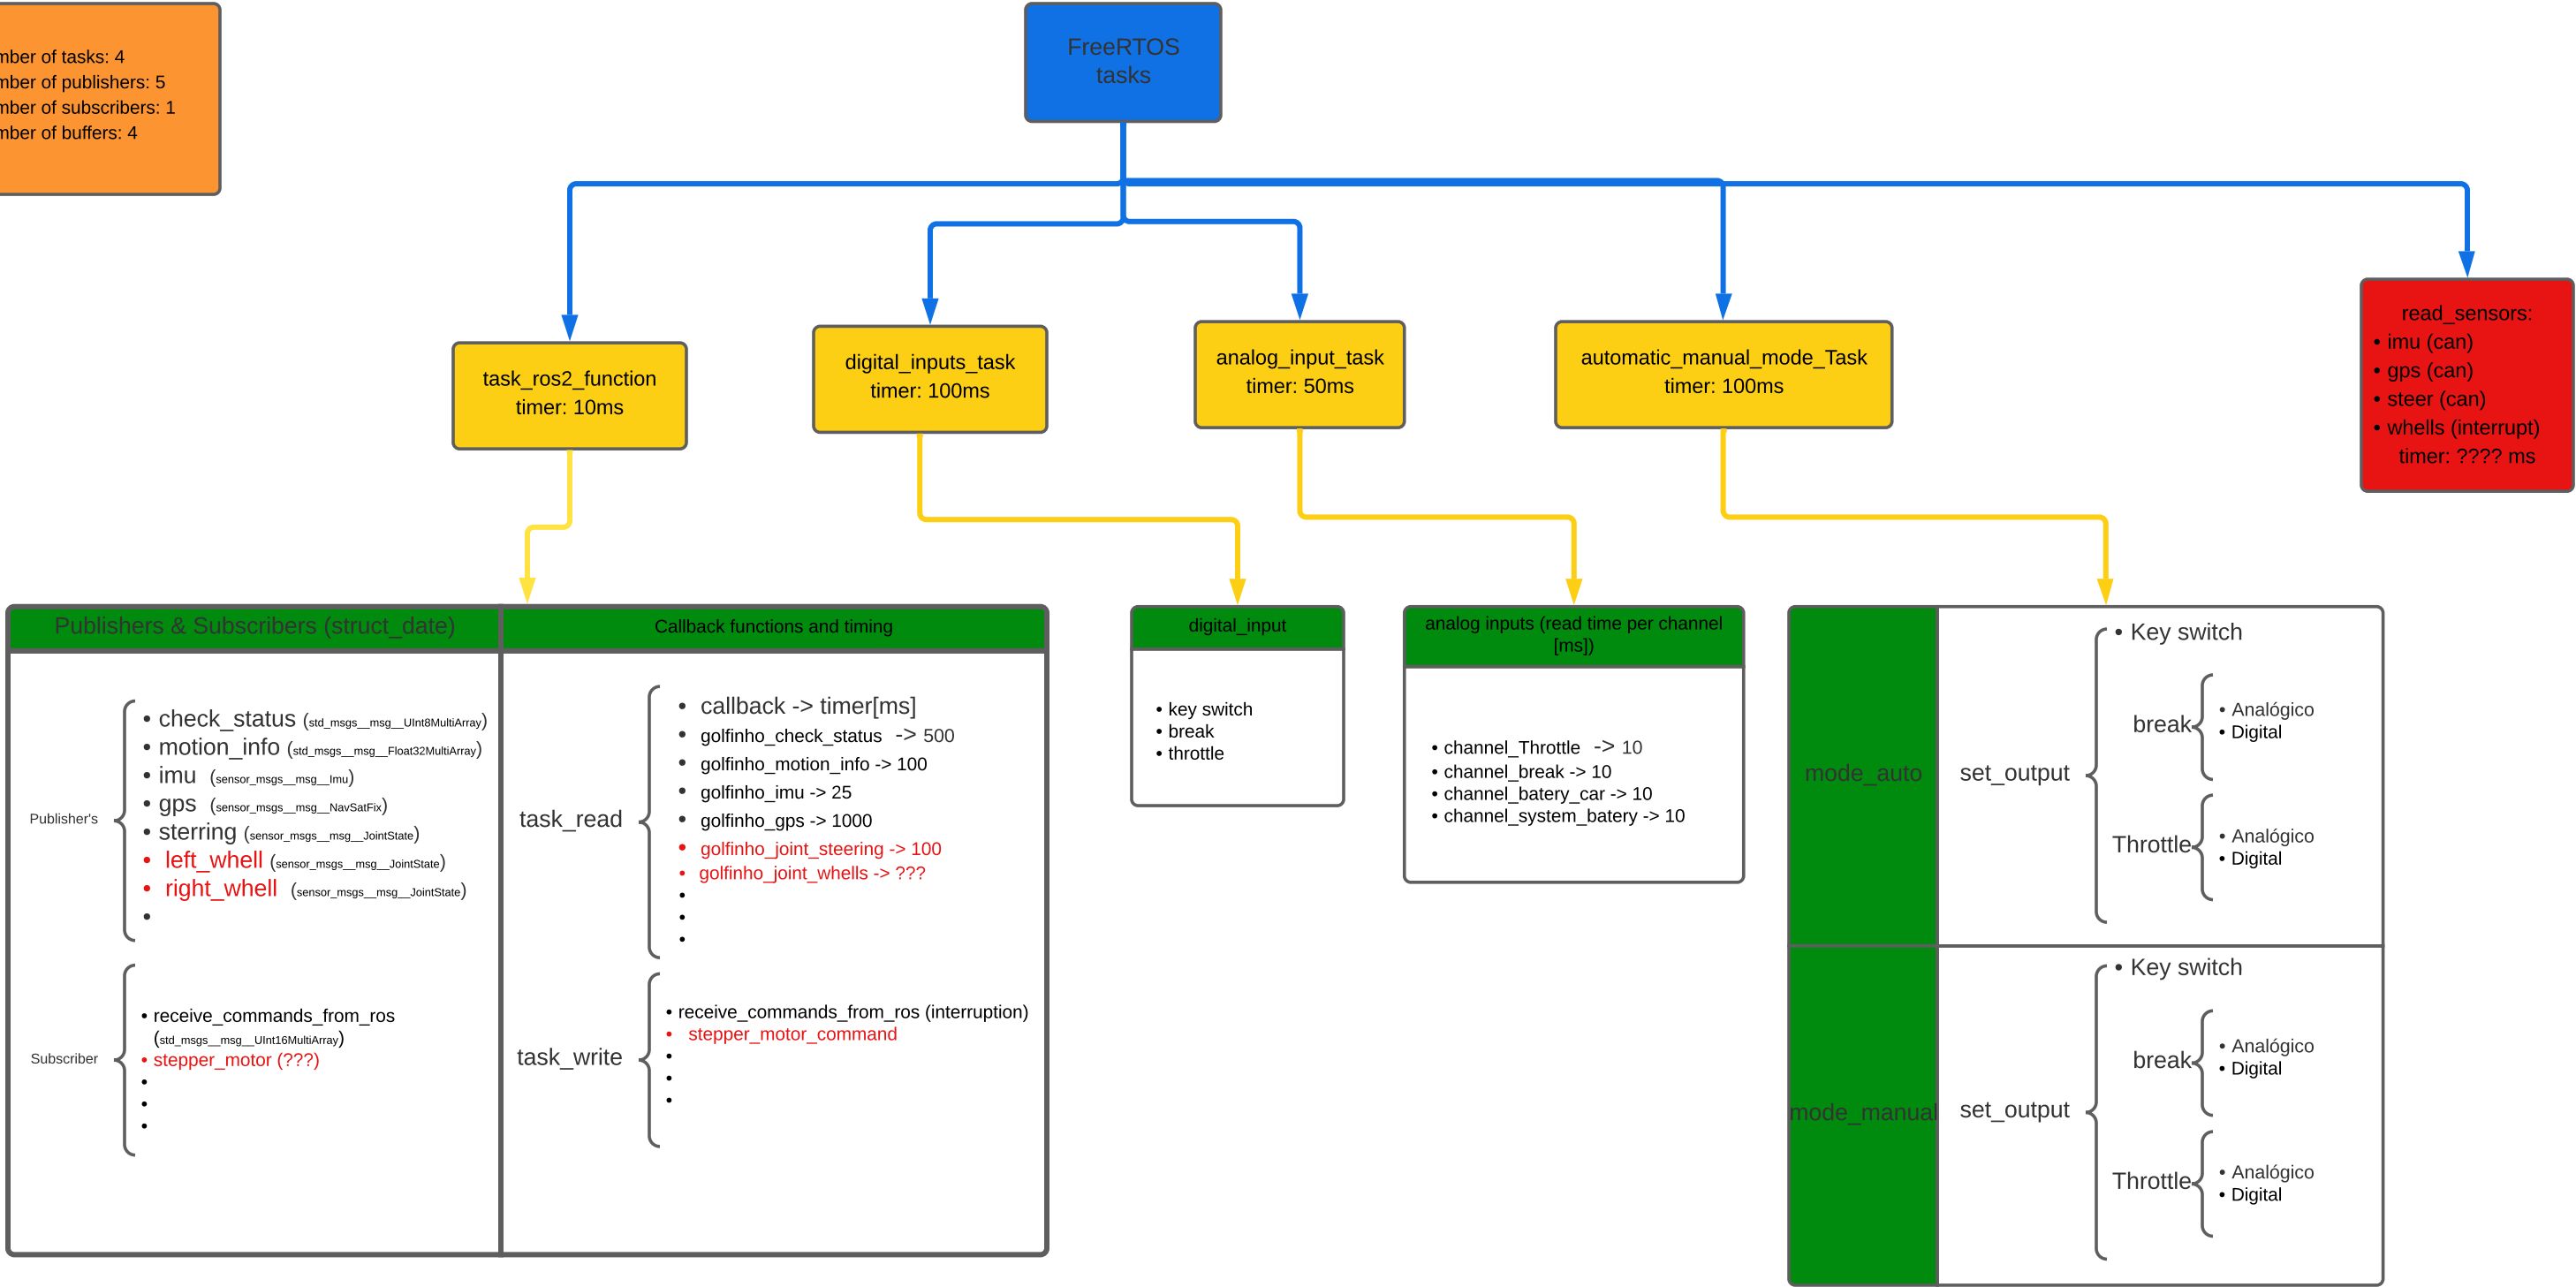 mber of tasks: 4
mber of publishers: 5
mber of subscribers: 1
mber of buffers: 4
FreeRTOS
tasks
task_ros2_function
timer: 10ms
digital_inputs_task
timer: 100ms
analog_input_task
timer: 50ms
automatic_manual_mode_Task
timer: 100ms
read_sensors:
• imu (can)
• gps (can)
• steer (can)
• whells (interrupt)
timer: ???? ms
Publishers & Subscribers (struct_date)
Publisher's
• check_status (std_msgs__msg__UInt8MultiArray)
• motion_info (std_msgs__msg__Float32MultiArray)
• imu (sensor_msgs__msg__Imu)
• gps (sensor_msgs__msg__NavSatFix)
• sterring (sensor_msgs__msg__JointState)
• left_whell (sensor_msgs__msg__JointState)
• right_whell (sensor_msgs__msg__JointState)
•
Subscriber
• receive_commands_from_ros
(std_msgs__msg__UInt16MultiArray)
• stepper_motor (???)
•
•
•
Callback functions and timing
task_read
• callback -> timer[ms]
• golfinho_check_status -> 500
• golfinho_motion_info -> 100
• golfinho_imu -> 25
• golfinho_gps -> 1000
• golfinho_joint_steering -> 100
• golfinho_joint_whells -> ???
•
•
•
task_write
• receive_commands_from_ros (interruption)
• stepper_motor_command
•
•
•
digital_input
• key switch
• break
• throttle
analog inputs (read time per channel
[ms])
• channel_Throttle -> 10
• channel_break -> 10
• channel_batery_car -> 10
• channel_system_batery -> 10
mode_auto
set_output
• Key switch
break
• Analógico
• Digital
Throttle
• Analógico
• Digital
mode_manual
set_output
• Key switch
break
• Analógico
• Digital
Throttle
• Analógico
• Digital